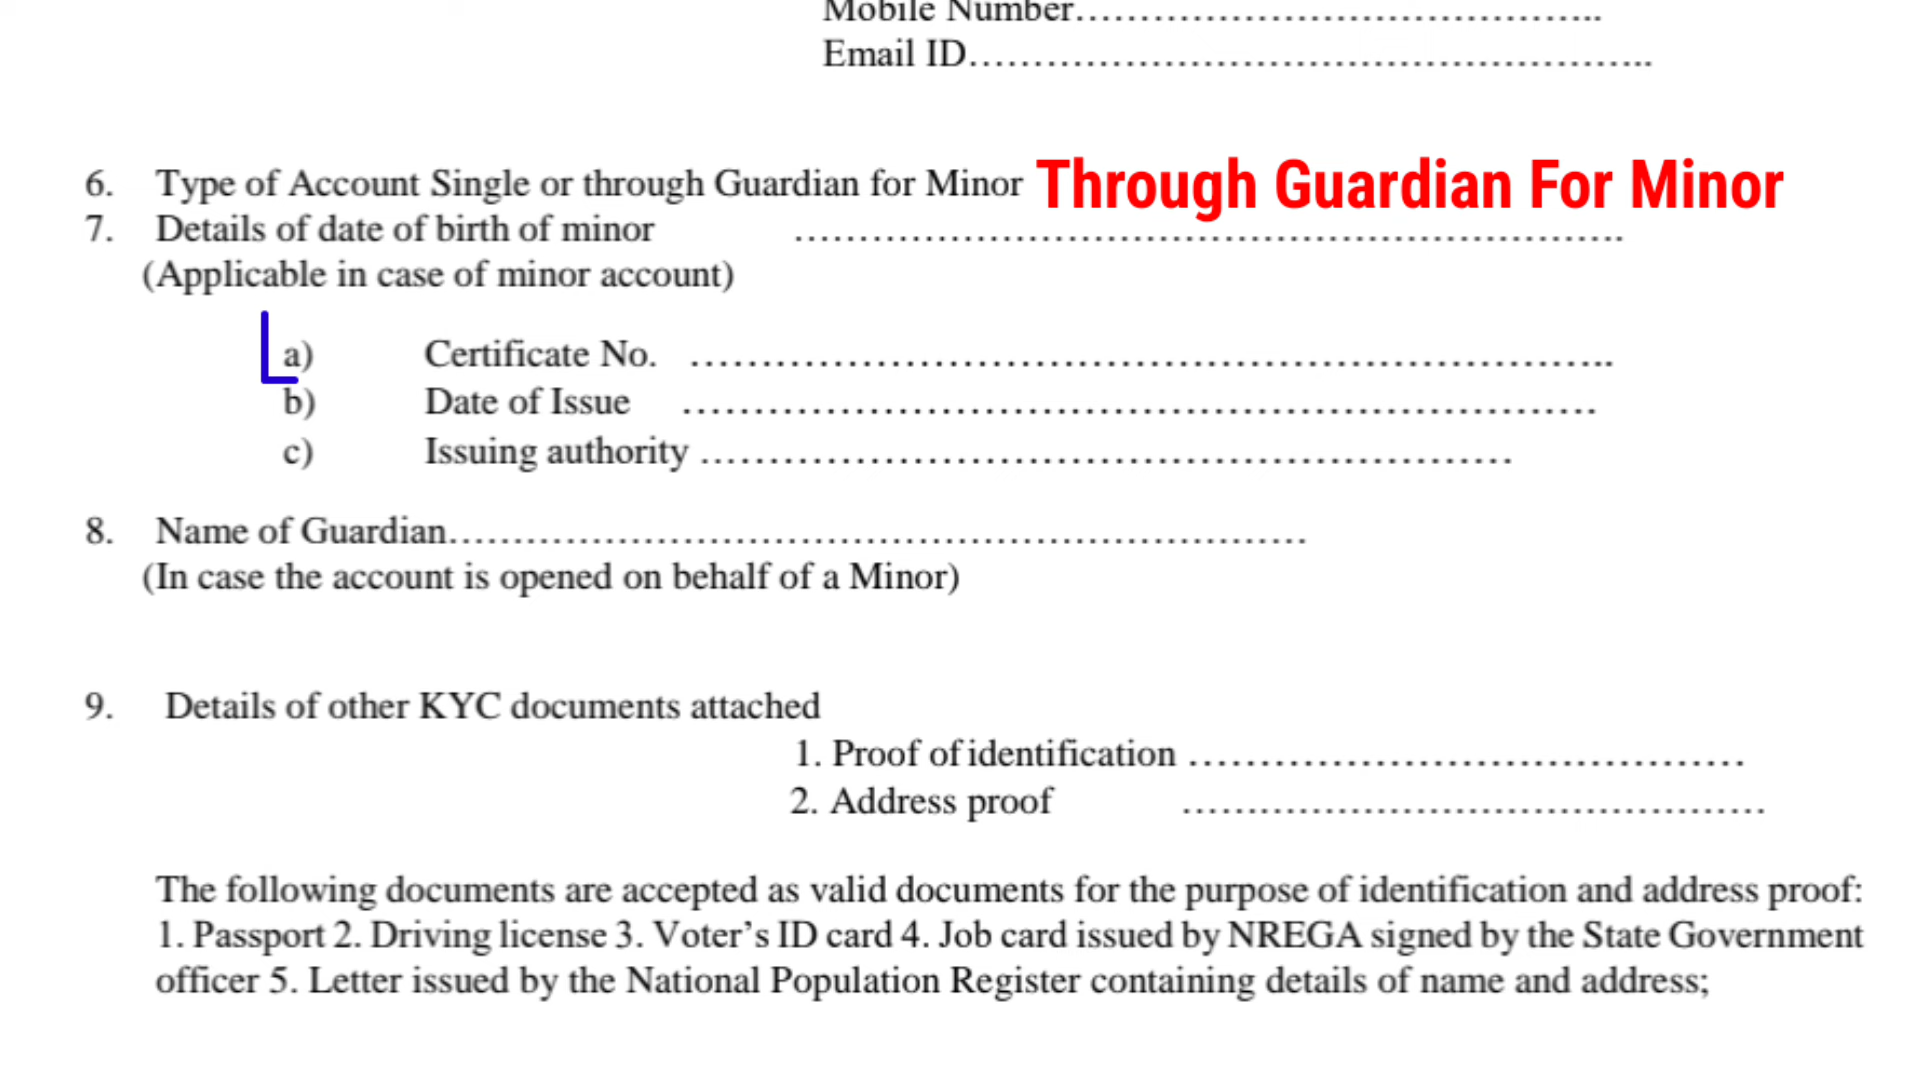 Mobile Number…………………………………..
Email ID……………………………………………..
6. Type of Account Single or through Guardian for Minor Through Guardian For Minor
7. Details of date of birth of minor ……………………………………………………….
(Applicable in case of minor account)
a) Certificate No. ………………………………………………………..
b) Date of Issue ……………………………………………………….
c) Issuing authority …………………………………………………
8. Name of Guardian…………………………………………………………
(In case the account is opened on behalf of a Minor)
9. Details of other KYC documents attached
1. Proof of identification …………………………………
2. Address proof ……………………………………
The following documents are accepted as valid documents for the purpose of identification and address proof:
1. Passport 2. Driving license 3. Voter’s ID card 4. Job card issued by NREGA signed by the State Government
officer 5. Letter issued by the National Population Register containing details of name and address;